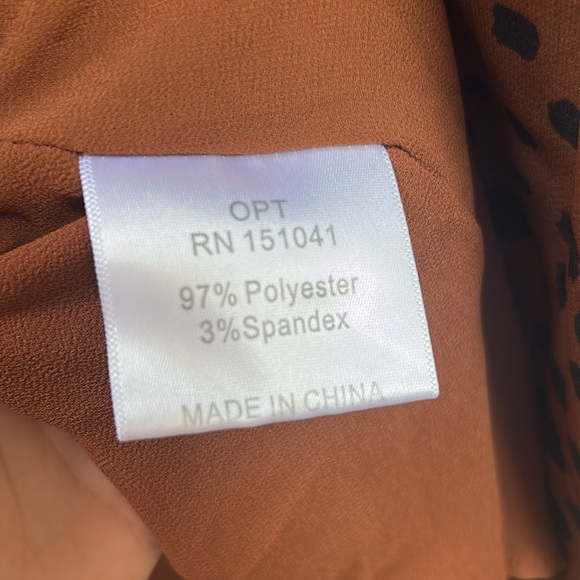 OPT
RN 151041
97% Polyester
3%Spandex
MADE IN CHINA